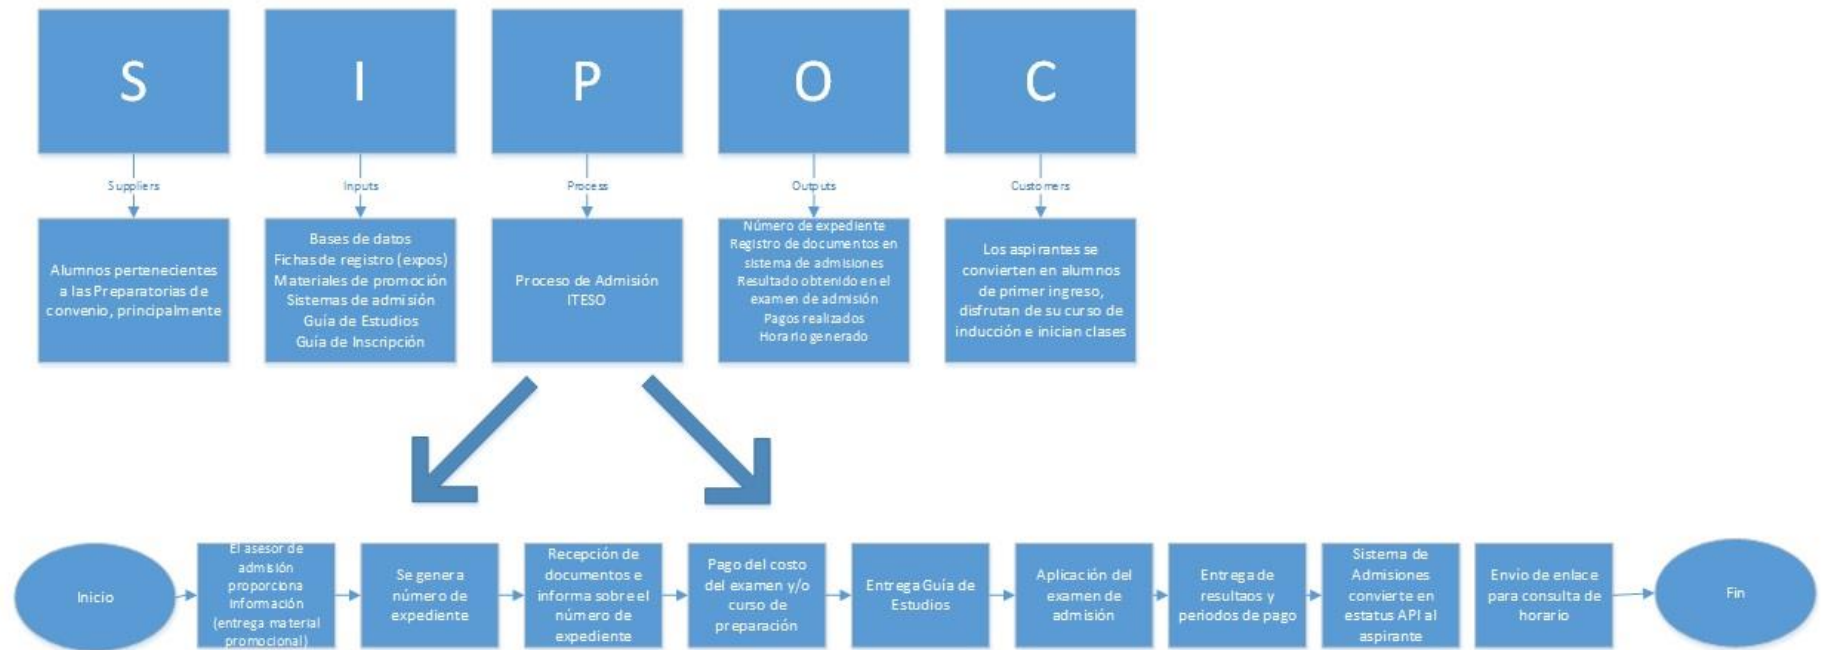 S
I
P
O
C
Suppliers
Inputs
Process
Outputs
Customers
Alumnos pertenecientes
a las Preparatorias de
convenio, principalmente
Bases de datos
Fichas de registro (expos)
Materiales de promoción
Sistemas de admisión
Guía de Estudios
Guía de Inscripción
Proceso de Admisión
ITESO
Número de expediente
Registro de documentos en
sistema de admisiones
Resultado obtenido en el
examen de admisión
Pagos realizados
Horario generado
Los aspirantes se
convierten en alumnos
de primer ingreso,
disfrutan de su curso de
inducción e inician clases
Inicio
El asesor de
admisión
proporciona
Información
(entrega material
promocional)
Se genera
número de
expediente
Recepción de
documentos e
informa sobre el
número de
expediente
Pago del costo
del examen y/o
curso de
preparación
Entrega Guía de
Estudios
Aplicación del
examen de
admisión
Entrega de
resultaos y
periodos de pago
Sistema de
Admisiones
convierte en
estatus API al
aspirante
Envío de enlace
para consulta de
horario
Fin